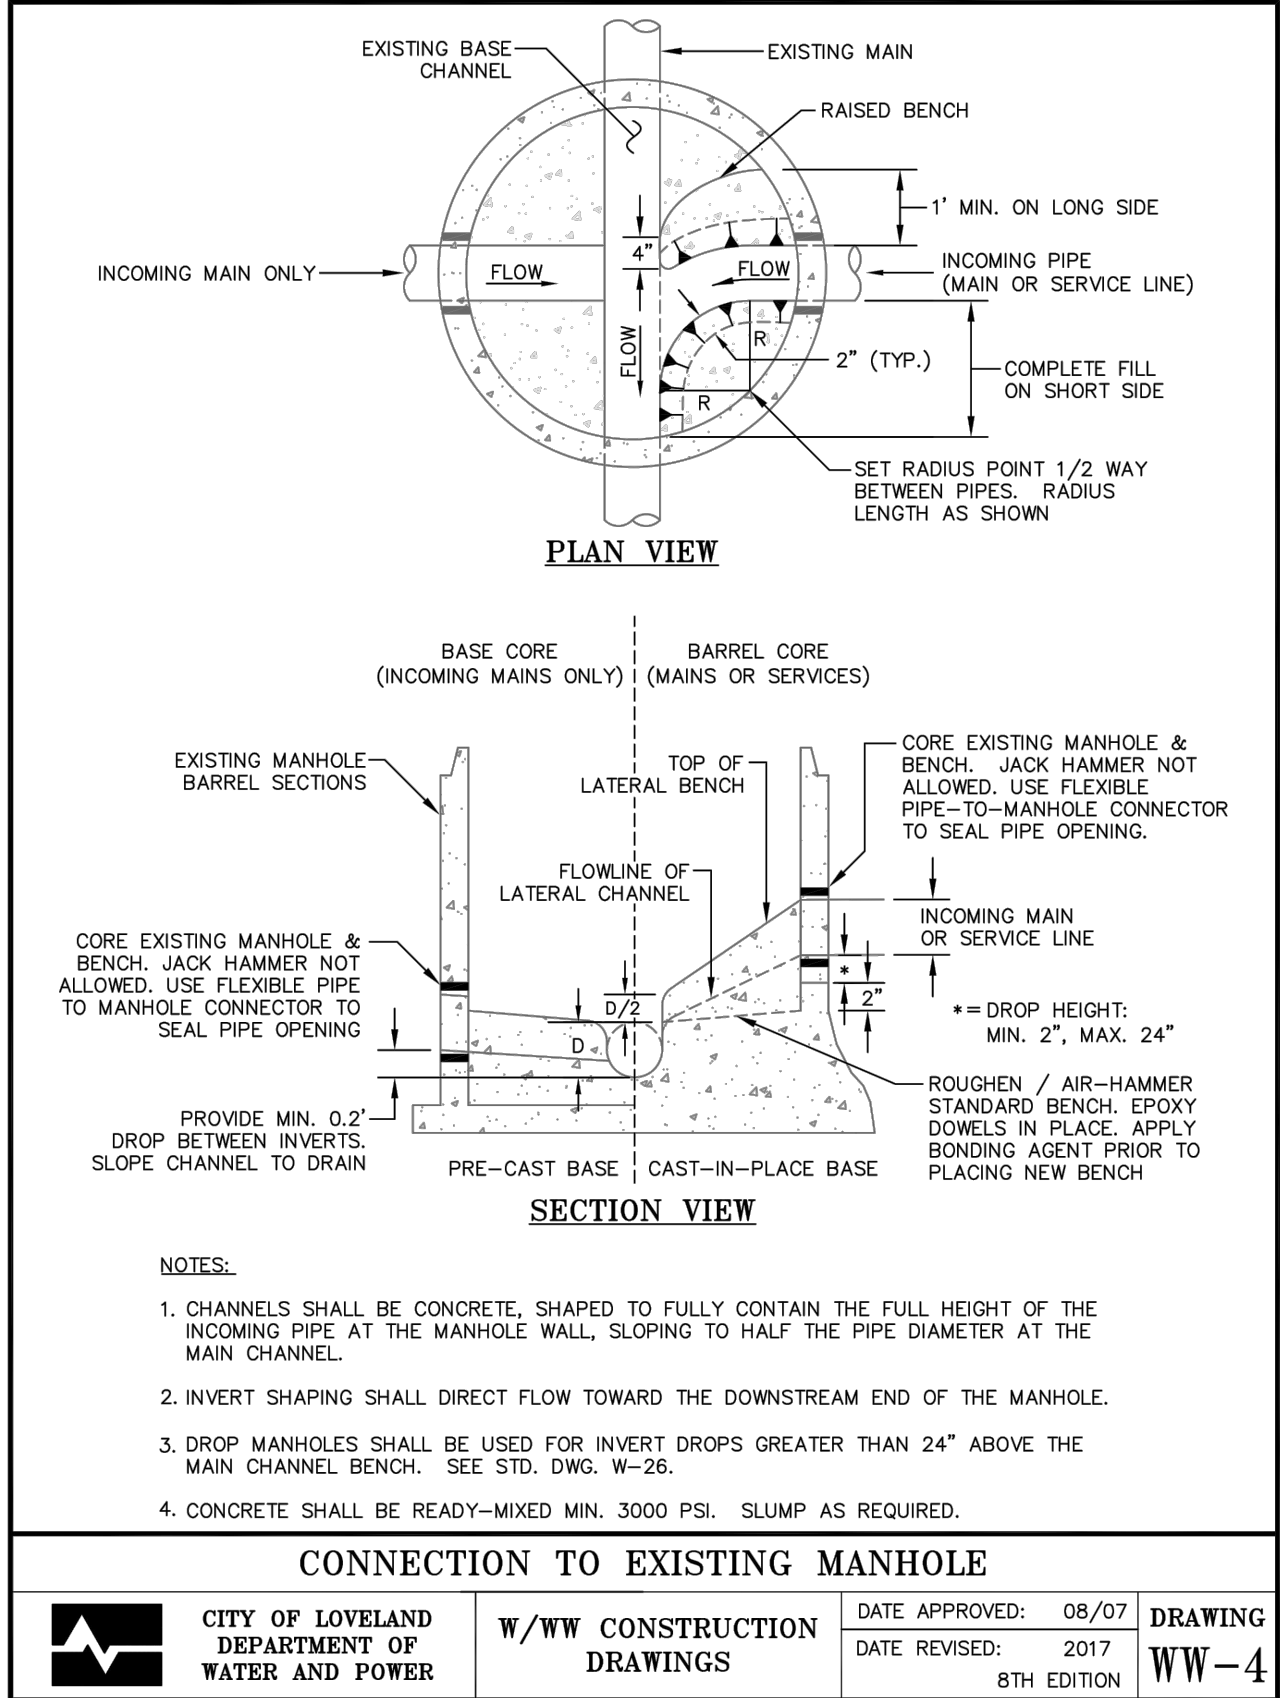 EXISTING BASE
CHANNEL
EXISTING MAIN
RAISED BENCH
1' MIN. ON LONG SIDE
4"
INCOMING MAIN ONLY
FLOW
FLOW
INCOMING PIPE
(MAIN OR SERVICE LINE)
FLOW
R
2" (TYP.)
COMPLETE FILL
ON SHORT SIDE
R
SET RADIUS POINT 1/2 WAY
BETWEEN PIPES. RADIUS
LENGTH AS SHOWN
PLAN VIEW
BASE CORE
(INCOMING MAINS ONLY)
BARREL CORE
(MAINS OR SERVICES)
EXISTING MANHOLE
BARREL SECTIONS
TOP OF
LATERAL BENCH
CORE EXISTING MANHOLE &
BENCH. JACK HAMMER NOT
ALLOWED. USE FLEXIBLE
PIPE-TO-MANHOLE CONNECTOR
TO SEAL PIPE OPENING.
FLOWLINE OF
LATERAL CHANNEL
INCOMING MAIN
OR SERVICE LINE
CORE EXISTING MANHOLE &
BENCH. JACK HAMMER NOT
ALLOWED. USE FLEXIBLE PIPE
TO MANHOLE CONNECTOR TO
SEAL PIPE OPENING
D/2
D
*
2"
*= DROP HEIGHT:
MIN. 2", MAX. 24"
PROVIDE MIN. 0.2'
DROP BETWEEN INVERTS.
SLOPE CHANNEL TO DRAIN
ROUGHEN / AIR-HAMMER
STANDARD BENCH. EPOXY
DOWELS IN PLACE. APPLY
BONDING AGENT PRIOR TO
PLACING NEW BENCH
PRE-CAST BASE
CAST-IN-PLACE BASE
SECTION VIEW
NOTES:
1. CHANNELS SHALL BE CONCRETE, SHAPED TO FULLY CONTAIN THE FULL HEIGHT OF THE
INCOMING PIPE AT THE MANHOLE WALL, SLOPING TO HALF THE PIPE DIAMETER AT THE
MAIN CHANNEL.
2. INVERT SHAPING SHALL DIRECT FLOW TOWARD THE DOWNSTREAM END OF THE MANHOLE.
3. DROP MANHOLES SHALL BE USED FOR INVERT DROPS GREATER THAN 24" ABOVE THE
MAIN CHANNEL BENCH. SEE STD. DWG. W-26.
4. CONCRETE SHALL BE READY-MIXED MIN. 3000 PSI. SLUMP AS REQUIRED.
CONNECTION TO EXISTING MANHOLE
CITY OF LOVELAND
DEPARTMENT OF
WATER AND POWER
W/WW CONSTRUCTION
DRAWINGS
DATE APPROVED: 08/07
DATE REVISED: 2017
8TH EDITION
DRAWING
WW-4